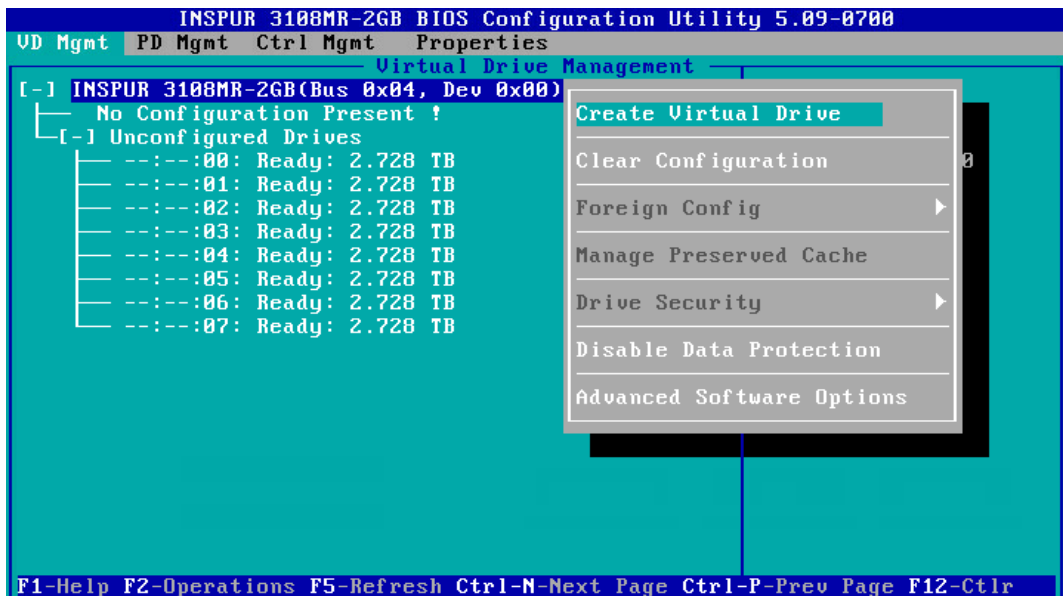 INSPUR 3108MR-2GB BIOS Configuration Utility 5.09-0700
VD Mgmt PD Mgmt Ctrl Mgmt Properties
Virtual Drive Management
[-] INSPUR 3108MR-2GB(Bus 0x04, Dev 0x00)
No Configuration Present !
[-] Unconfigured Drives
--:--:00: Ready: 2.728 TB
--:--:01: Ready: 2.728 TB
--:--:02: Ready: 2.728 TB
--:--:03: Ready: 2.728 TB
--:--:04: Ready: 2.728 TB
--:--:05: Ready: 2.728 TB
--:--:06: Ready: 2.728 TB
--:--:07: Ready: 2.728 TB
Create Virtual Drive
Clear Configuration
0
Foreign Config
Manage Preserved Cache
Drive Security
Disable Data Protection
Advanced Software Options
F1-Help F2-Operations F5-Refresh Ctrl-N-Next Page Ctrl-P-Prev Page F12-Ctlr